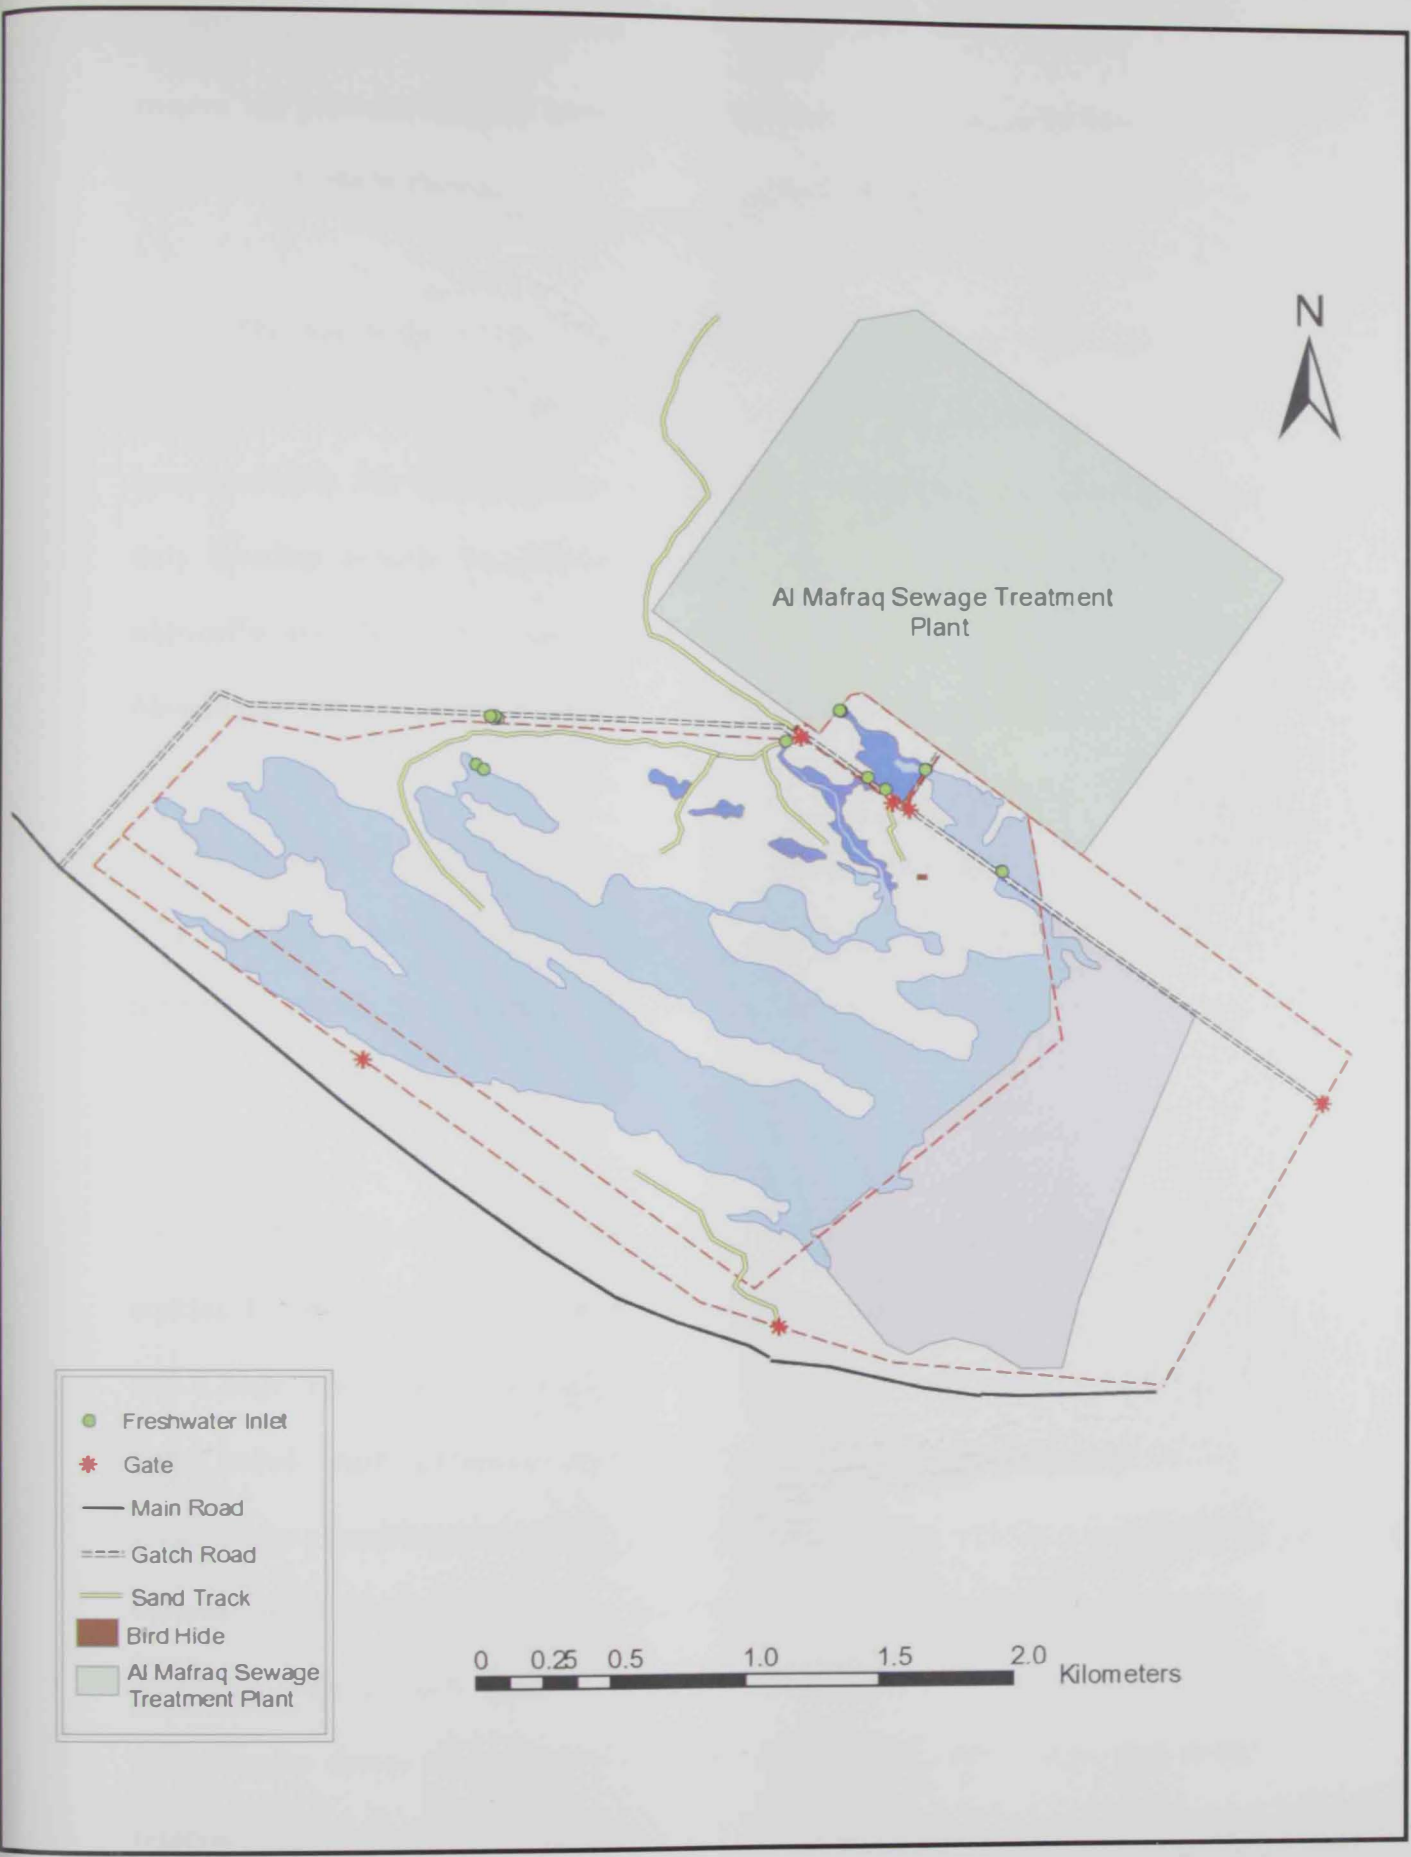 N
Al Mafraq Sewage Treatment
Plant
Freshwater Inlet
Gate
Main Road
Gatch Road
Sand Track
Bird Hide
Al Mafraq Sewage
Treatment Plant
0 0.25 0.5 1.0 1.5 2.0
Kilometers